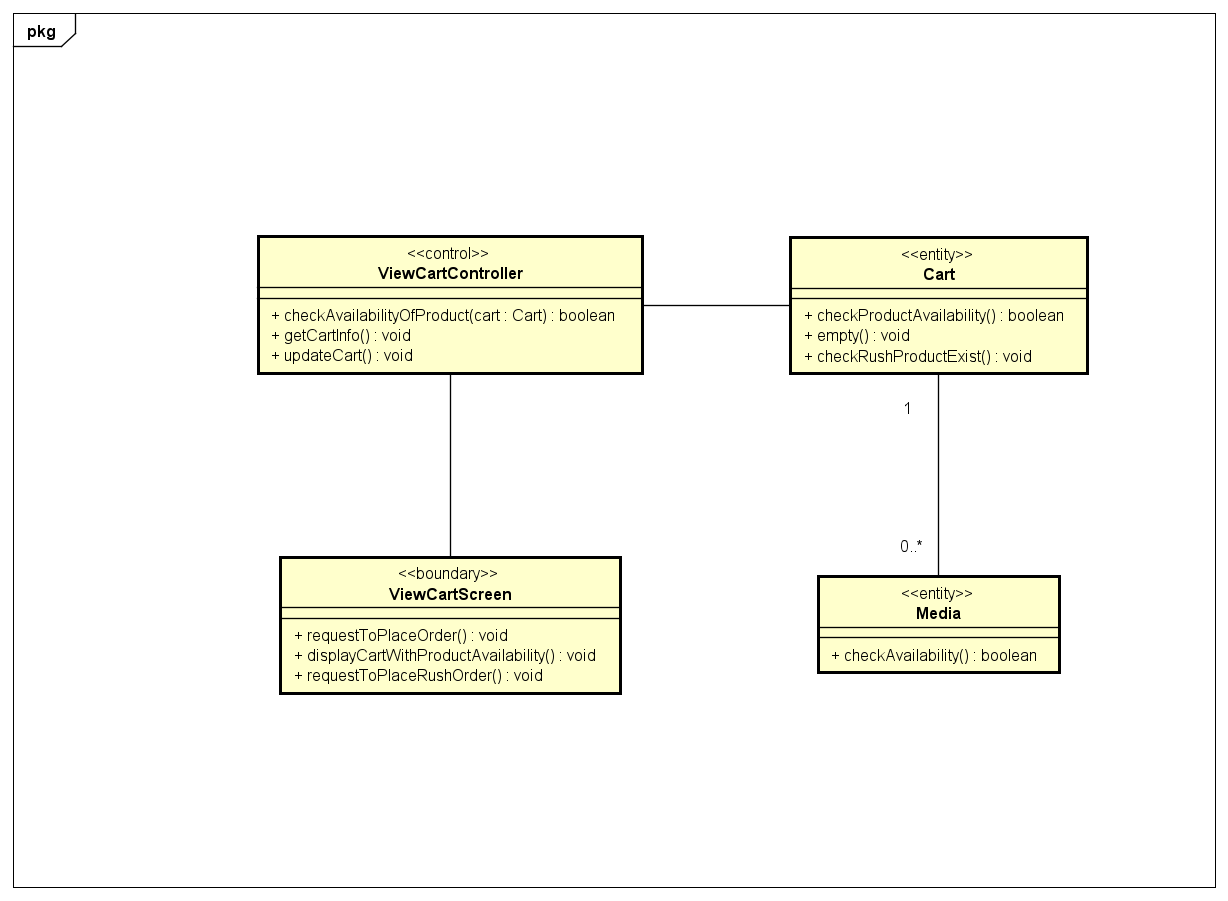 pkg
<<control>>
ViewCartController
+ checkAvailabilityOfProduct(cart : Cart) : boolean
+ getCartInfo() : void
+ updateCart() : void
<<entity>>
Cart
+ checkProductAvailability() : boolean
+ empty() : void
+ checkRushProductExist() : void
1
0..*
<<boundary>>
ViewCartScreen
+ requestToPlaceOrder() : void
+ displayCartWithProductAvailability() : void
+ requestToPlaceRushOrder() : void
<<entity>>
Media
+ checkAvailability() : boolean